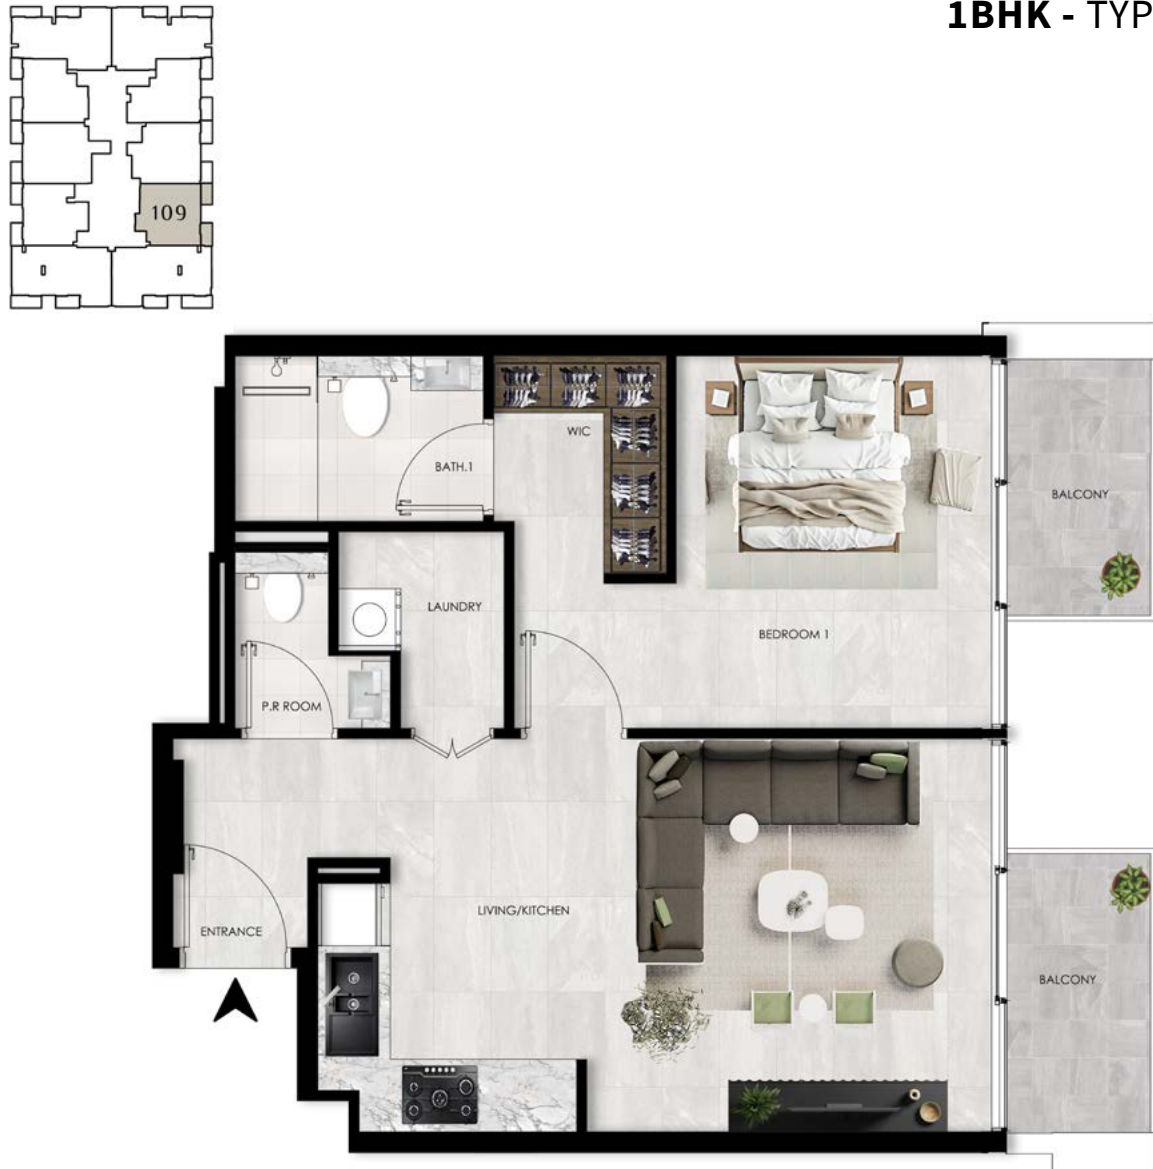 1BHK - TYP
109
WIC
BATH.1
BALCONY
LAUNDRY
BEDROOM 1
P.R ROOM
LIVING/KITCHEN
ENTRANCE
BALCONY